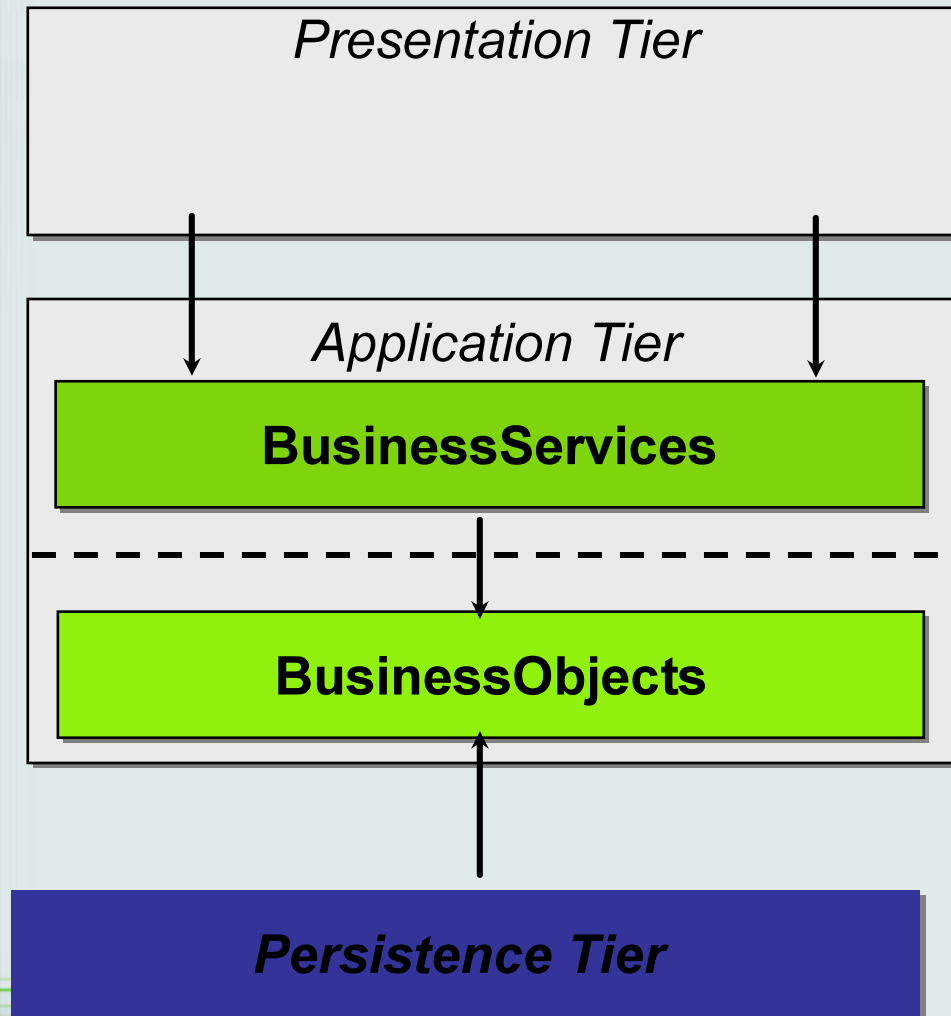 Presentation Tier
Application Tier
BusinessServices
BusinessObjects
Persistence Tier